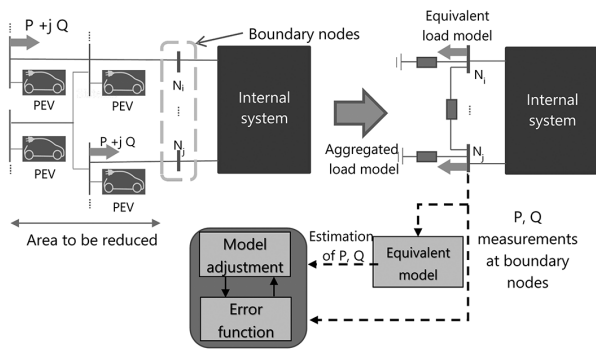 P +j Q
Boundary nodes
PEV
PEV
Ni
Nj
P +j Q
PEV
PEV
Area to be reduced
Internal
system
Equivalent
load model
Ni
Aggregated
load model
Nj
Internal
system
P, Q
measurements
at boundary
nodes
Estimation
of P, Q
Equivalent
model
Model
adjustment
Error
function